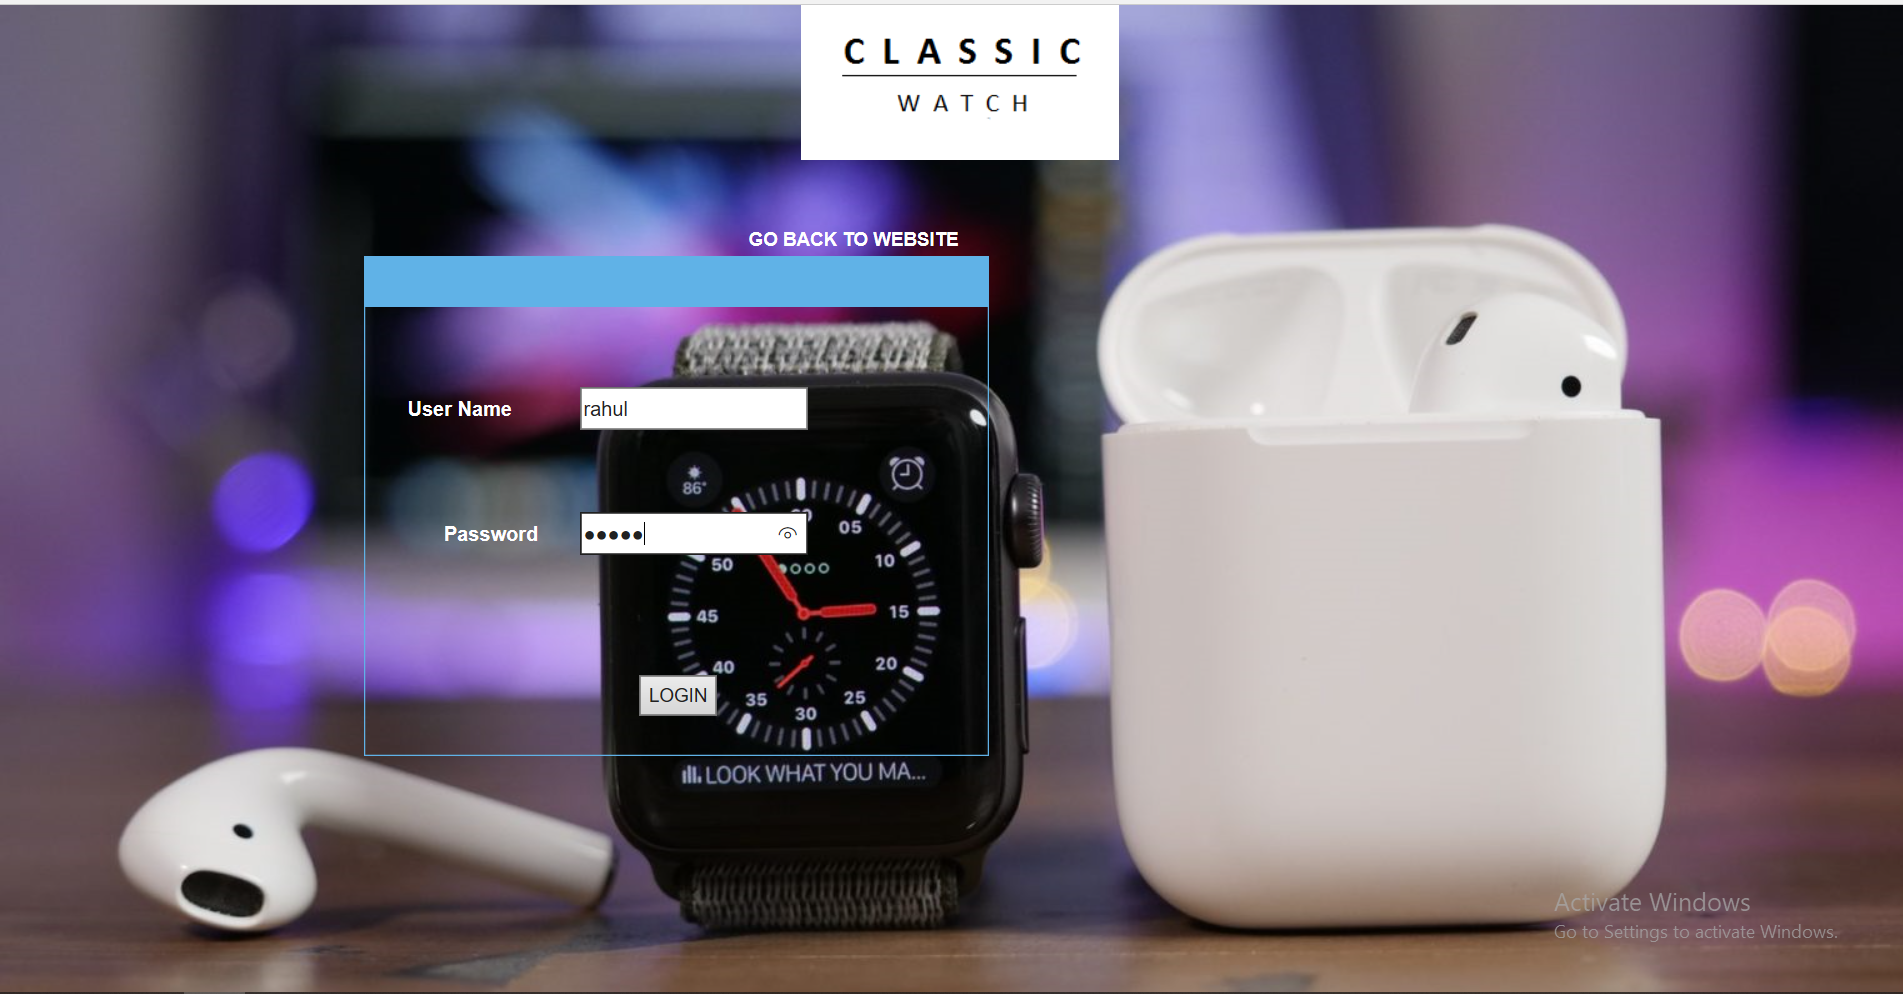 CLASSIC
WATCH
GO BACK TO WEBSITE
User Name
rahul
Password
●●●●●
86°
05
10
15
20
25
30
35
40
45
50
LOGIN
LOOK WHAT YOU MA...
Activate Windows
Go to Settings to activate Windows.